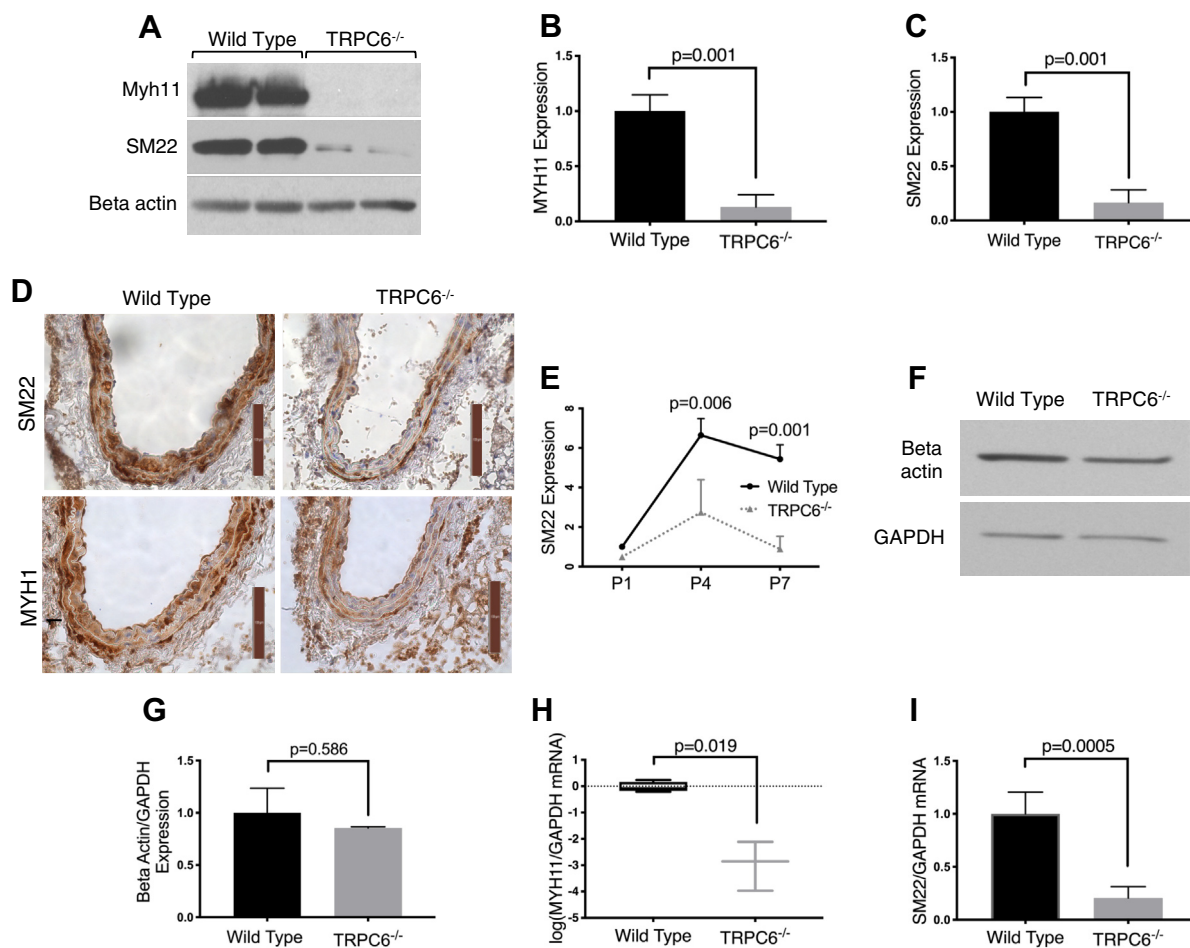 A
Wild Type TRPC6-/-
Myh11
SM22
Beta actin
B
p=0.001
MYH11 Expression
1.5
1.0
0.5
0.0
Wild Type TRPC6-/-
C
p=0.001
SM22 Expression
1.5
1.0
0.5
0.0
Wild Type TRPC6-/-
D
Wild Type TRPC6-/-
SM22
MYH1
E
p=0.006
p=0.001
SM22 Expression
8
6
4
2
0
Wild Type
TRPC6-/-
P1 P4 P7
F
Wild Type TRPC6-/-
Beta
actin
GAPDH
G
p=0.586
Beta Actin/GAPDH
Expression
1.5
1.0
0.5
0.0
Wild Type TRPC6-/-
H
p=0.019
log(MYH11/GAPDH mRNA)
1
0
-1
-2
-3
-4
-5
Wild Type TRPC6-/-
I
p=0.0005
SM22/GAPDH mRNA
1.5
1.0
0.5
0.0
Wild Type TRPC6-/-